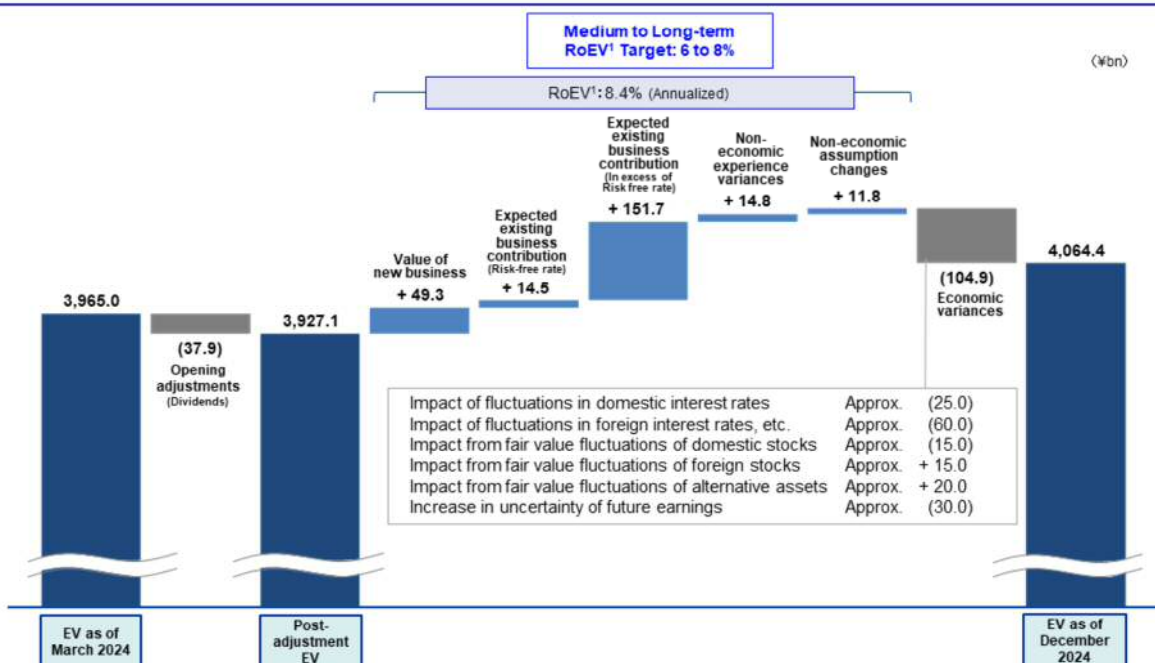 Medium to Long-term
RoEV¹ Target: 6 to 8%
(¥bn)
RoEV¹:8.4% (Annualized)
3,965.0
(37.9)
Opening
adjustments
(Dividends)
3,927.1
Value of
new business
+ 49.3
Expected
existing
business
contribution
(Risk-free rate)
+ 14.5
Expected
existing
business
contribution
(In excess of
Risk free rate)
+ 151.7
Non-
economic
experience
variances
+ 14.8
Non-economic
assumption
changes
+ 11.8
(104.9)
Economic
variances
4,064.4
Impact of fluctuations in domestic interest rates Approx. (25.0)
Impact of fluctuations in foreign interest rates, etc. Approx. (60.0)
Impact from fair value fluctuations of domestic stocks Approx. (15.0)
Impact from fair value fluctuations of foreign stocks Approx. + 15.0
Impact from fair value fluctuations of alternative assets Approx. + 20.0
Increase in uncertainty of future earnings Approx. (30.0)
EV as of
March 2024
Post-
adjustment
EV
EV as of
December
2024